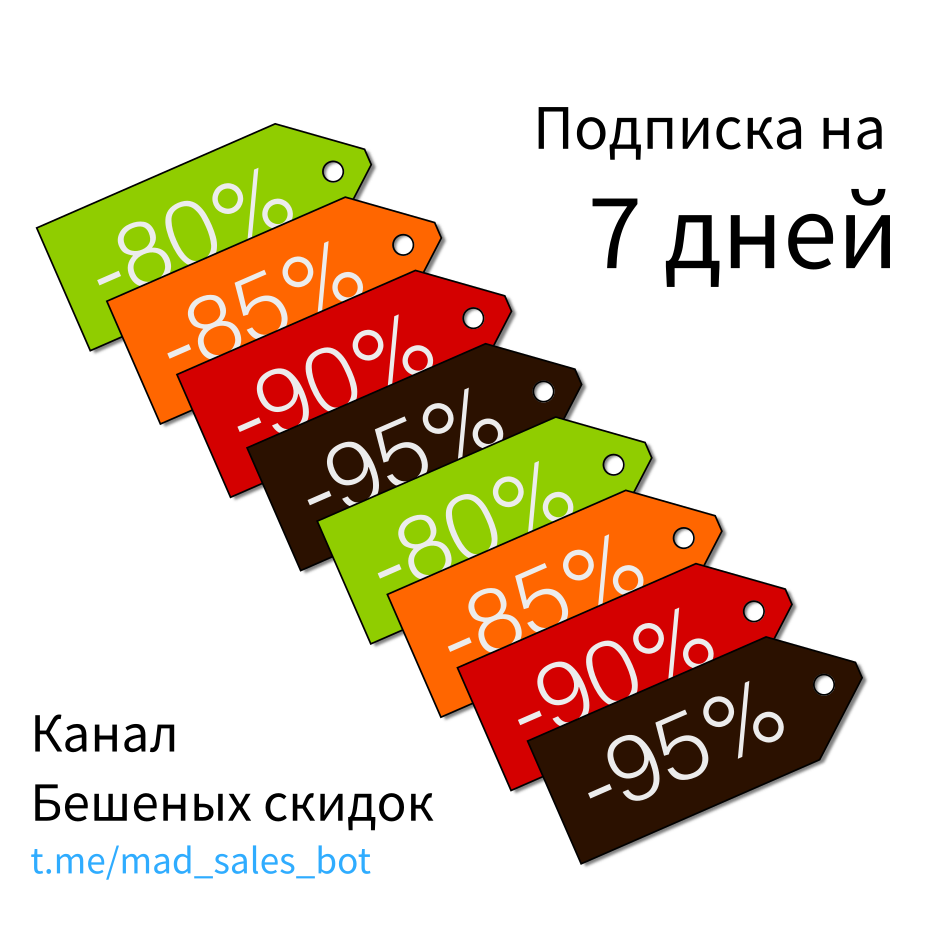 Подписка на
7 дней
-80%
-85%
-90%
-95%
-80%
-85%
-90%
-95%
Канал
Бешеных скидок
t.me/mad_sales_bot